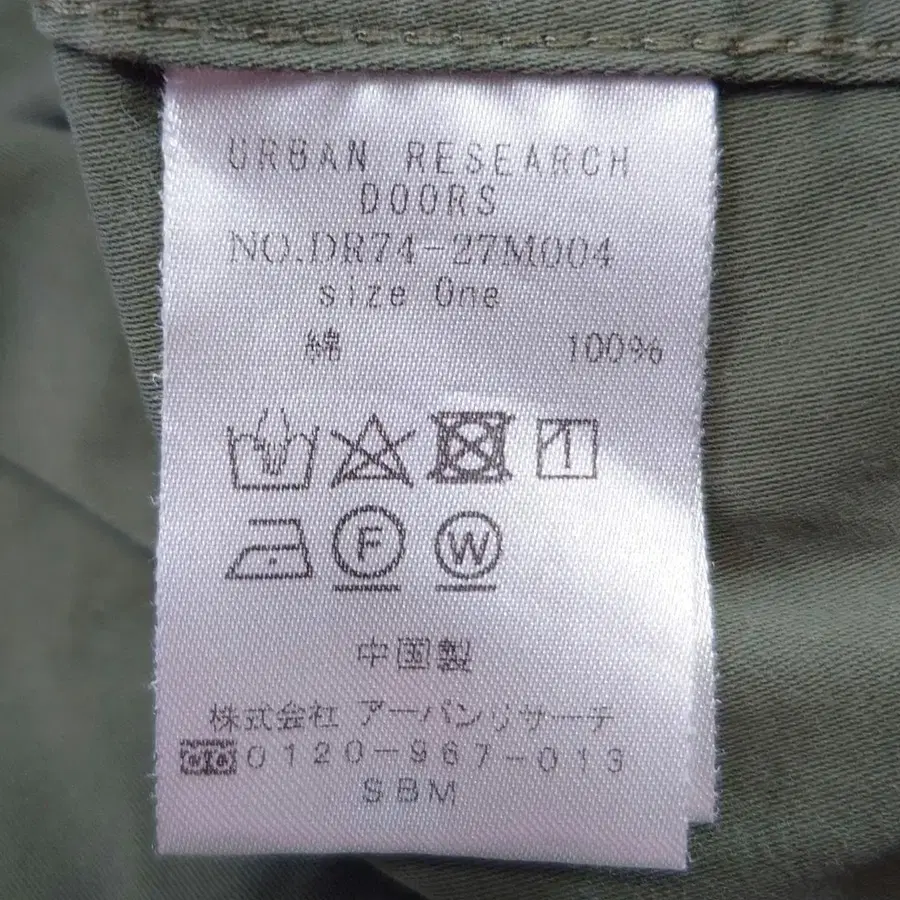 URBAN RESEARCH
DOORS
NO.DR74-27M004
size One
綿 100%
F W
中国製
株式会社 アーバンリサーチ
0120-967-013
SBM